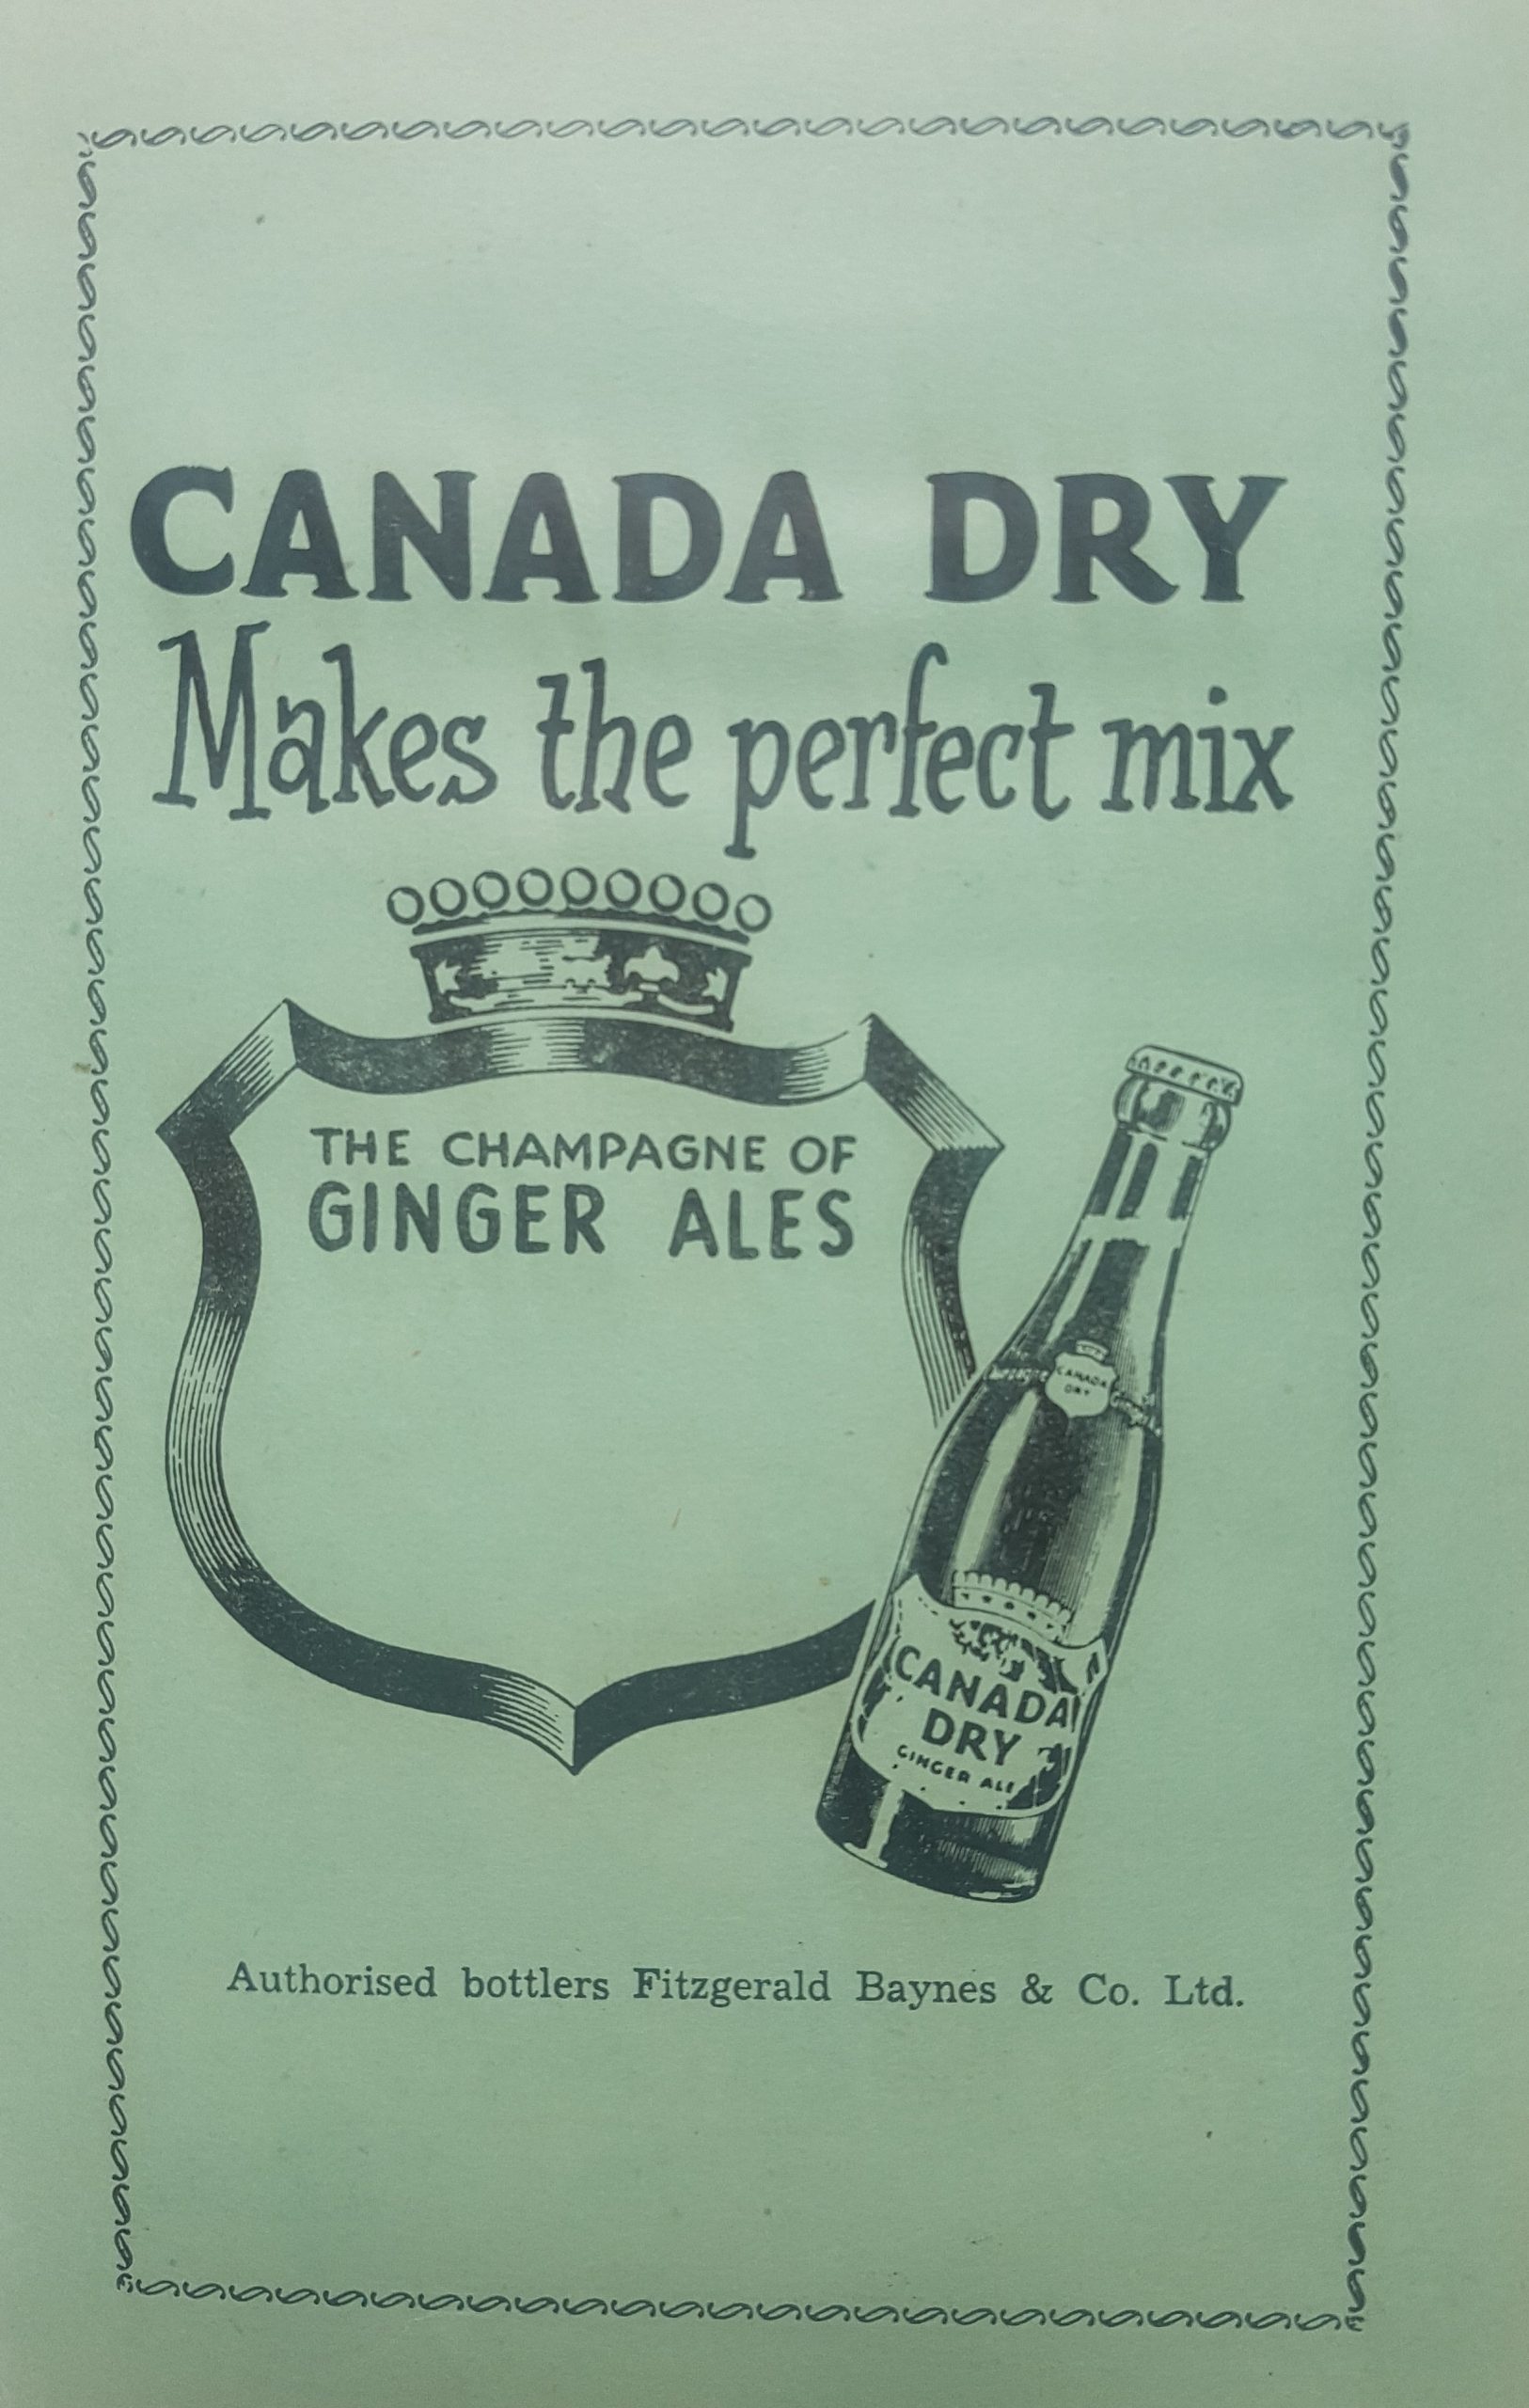 CANADA DRY
Makes the perfect mix
THE CHAMPAGNE OF
GINGER ALES
CANADA
DRY
CANADA
DRY
GINGER ALE
Authorised bottlers Fitzgerald Baynes & Co. Ltd.